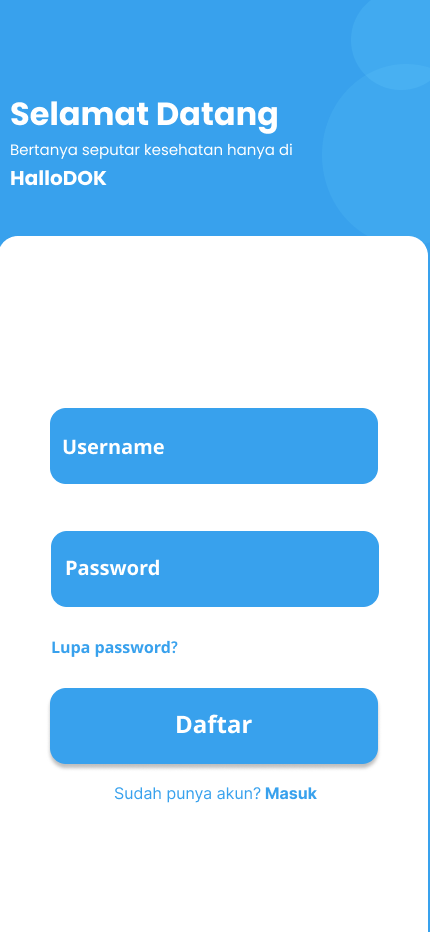 Selamat Datang
Bertanya seputar kesehatan hanya di
HalloDOK
Username
Password
Lupa password?
Daftar
Sudah punya akun? Masuk